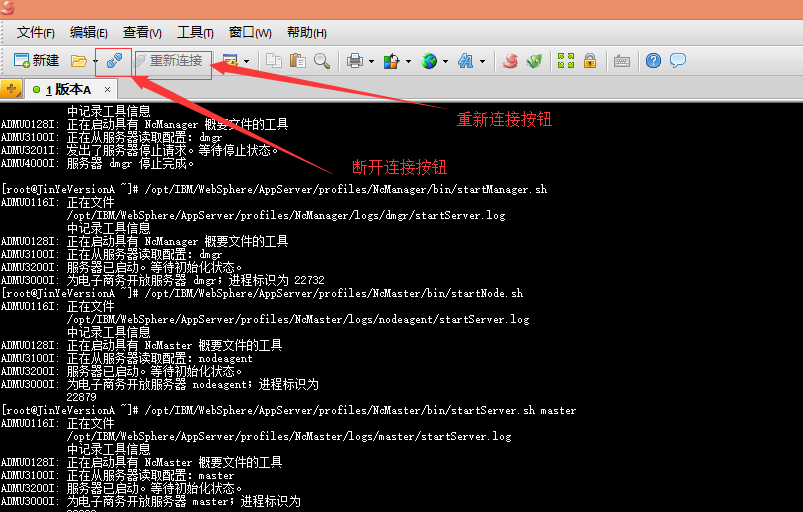 文件(F) 编辑(E) 查看(V) 工具(T) 窗口(W) 帮助(H)
新建 重新连接
1 版本A ×
重新连接按钮
断开连接按钮
中记录工具信息
ADMU0128I: 正在启动具有 NcManager 概要文件的工具
ADMU3100I: 正在从服务器读取配置: dmgr
ADMU3201I: 发出了服务器停止请求。等待停止状态。
ADMU4000I: 服务器 dmgr 停止完成。
[root@JinYeVersionA ~]# /opt/IBM/WebSphere/AppServer/profiles/NcManager/bin/startManager.sh
ADMU0116I: 正在文件
/opt/IBM/WebSphere/AppServer/profiles/NcManager/logs/dmgr/startServer.log
中记录工具信息
ADMU0128I: 正在启动具有 NcManager 概要文件的工具
ADMU3100I: 正在从服务器读取配置: dmgr
ADMU3200I: 服务器已启动。等待初始化状态。
ADMU3000I: 为电子商务开放服务器 dmgr；进程标识为 22732
[root@JinYeVersionA ~]# /opt/IBM/WebSphere/AppServer/profiles/NcMaster/bin/startNode.sh
ADMU0116I: 正在文件
/opt/IBM/WebSphere/AppServer/profiles/NcMaster/logs/nodeagent/startServer.log
中记录工具信息
ADMU0128I: 正在启动具有 NcMaster 概要文件的工具
ADMU3100I: 正在从服务器读取配置: nodeagent
ADMU3200I: 服务器已启动。等待初始化状态。
ADMU3000I: 为电子商务开放服务器 nodeagent；进程标识为
22879
[root@JinYeVersionA ~]# /opt/IBM/WebSphere/AppServer/profiles/NcMaster/bin/startServer.sh master
ADMU0116I: 正在文件
/opt/IBM/WebSphere/AppServer/profiles/NcMaster/logs/master/startServer.log
中记录工具信息
ADMU0128I: 正在启动具有 NcMaster 概要文件的工具
ADMU3100I: 正在从服务器读取配置: master
ADMU3200I: 服务器已启动。等待初始化状态。
ADMU3000I: 为电子商务开放服务器 master；进程标识为